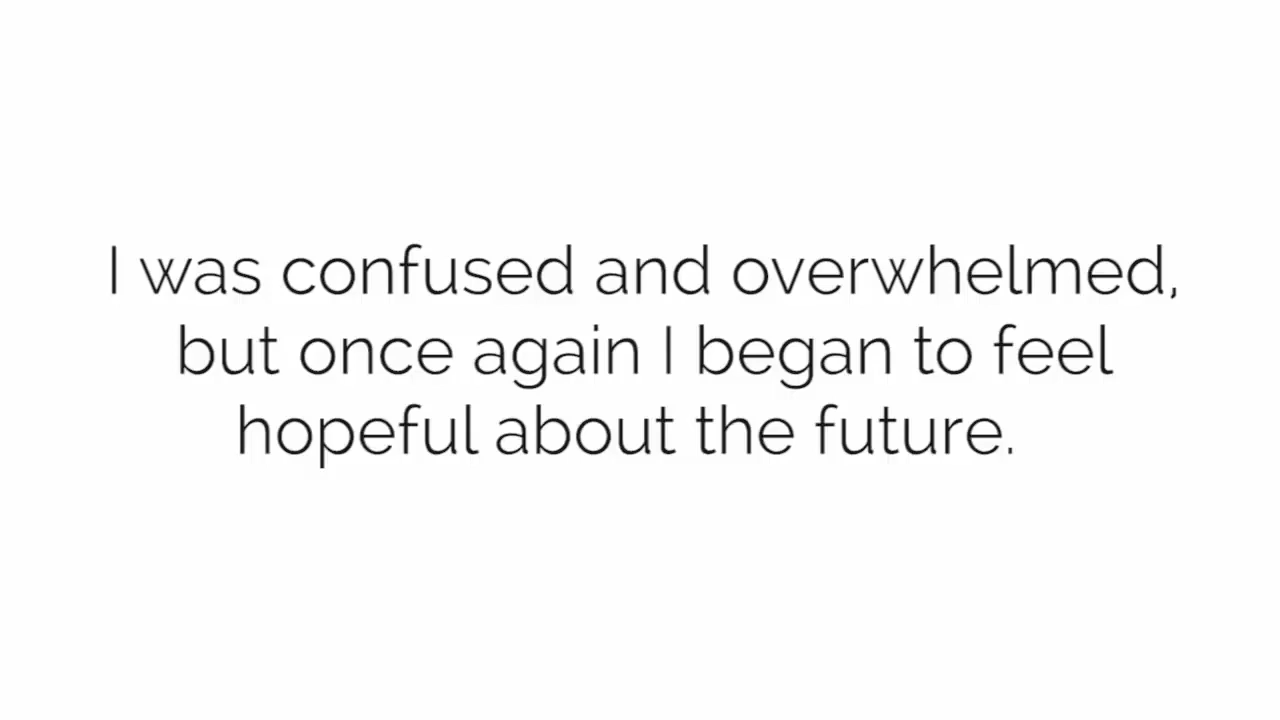 I was confused and overwhelmed,
but once again I began to feel
hopeful about the future.